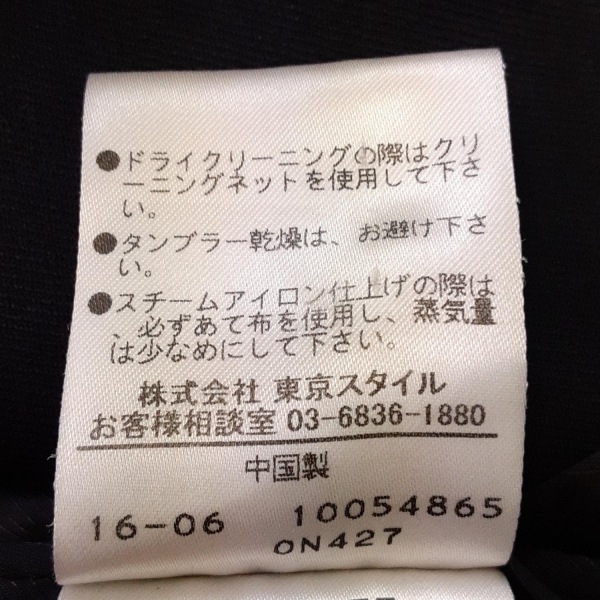 ●ドライクリーニングの際はクリ
ーニングネットを使用して下さ
い。
●タンブラー乾燥は、お避け下さ
い。
●スチームアイロン仕上げの際は
、必ずあて布を使用し、蒸気量
は少なめにして下さい。
株式会社 東京スタイル
お客様相談室 03-6836-1880
中国製
16-06 10054865
0N427